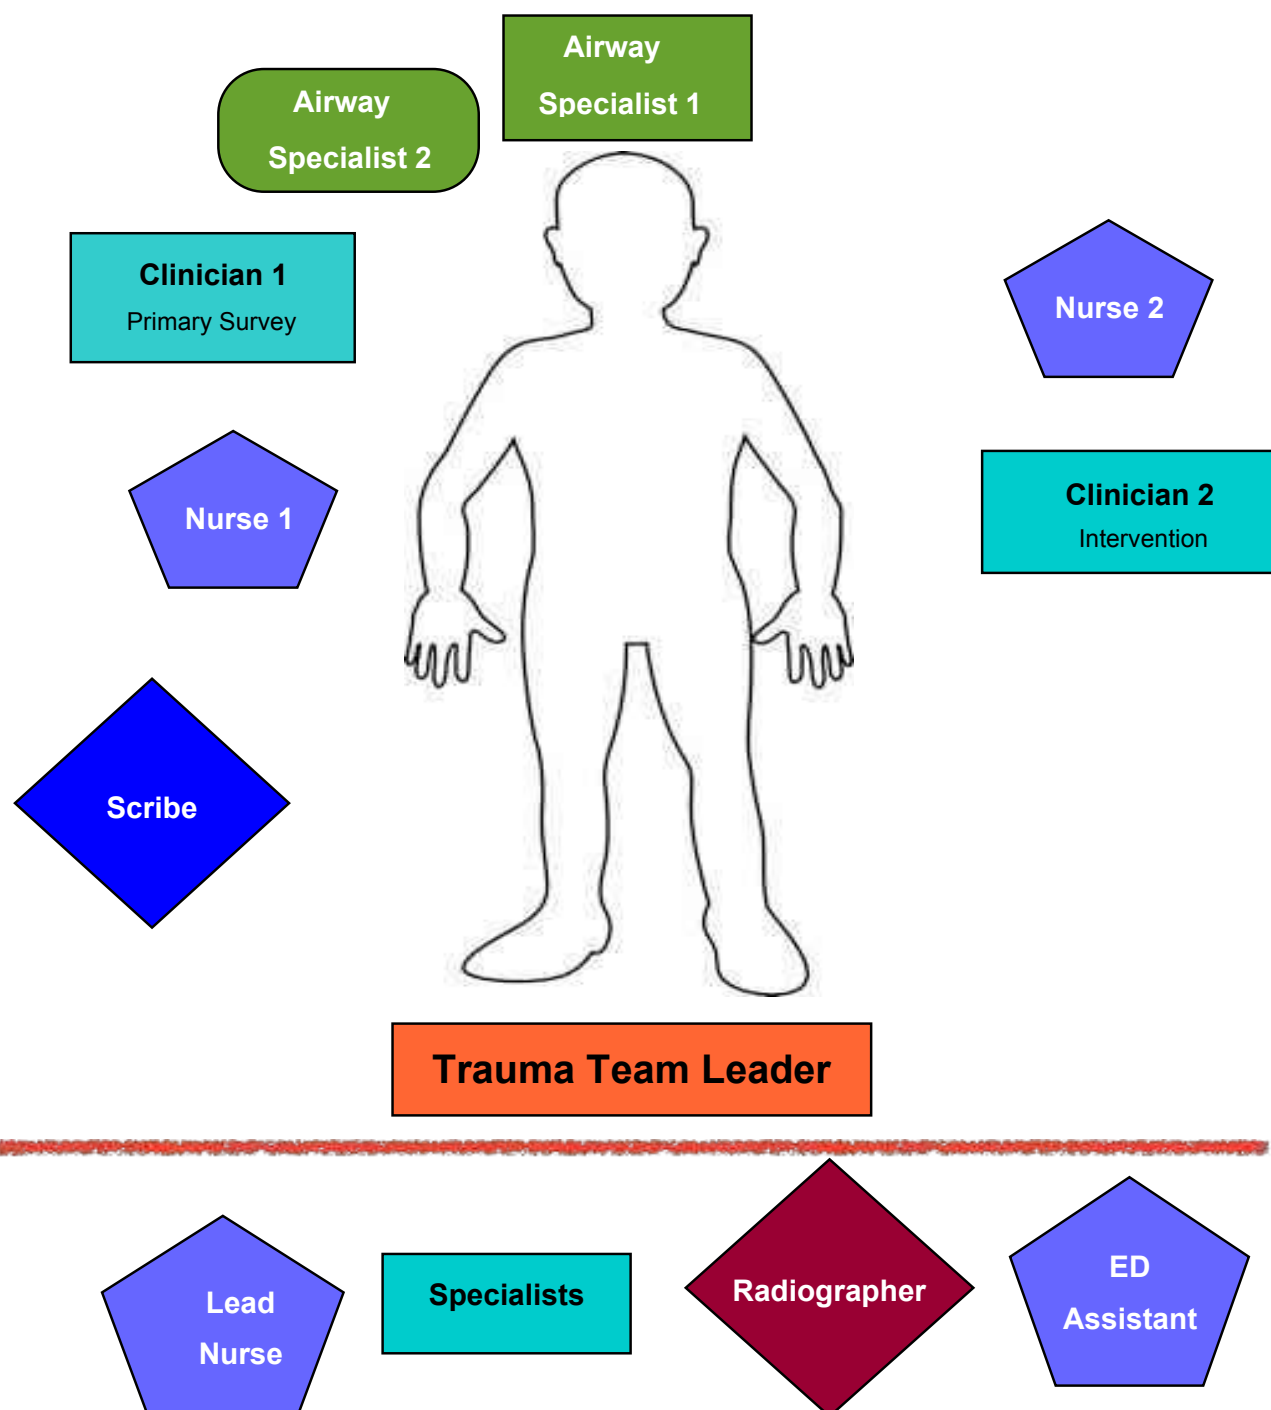 Airway
Specialist 1
Airway
Specialist 2
Clinician 1
Primary Survey
Nurse 2
Nurse 1
Clinician 2
Intervention
Scribe
Trauma Team Leader
Lead
Nurse
Specialists
Radiographer
ED
Assistant